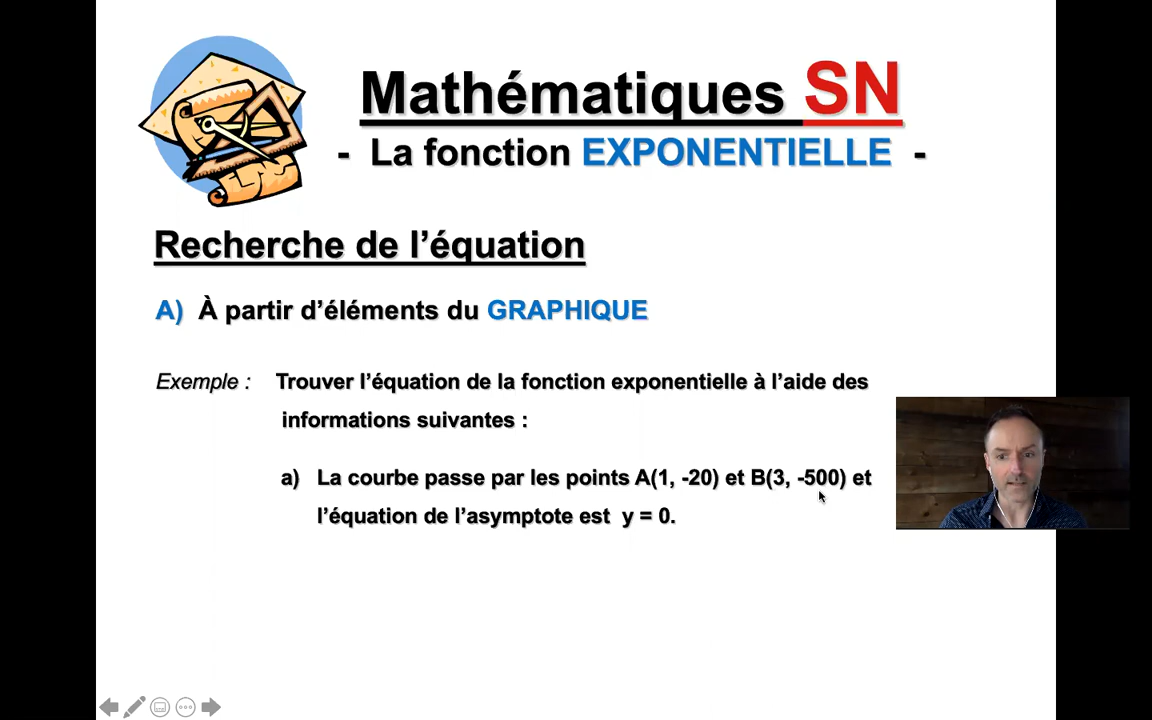 Mathématiques SN
- La fonction EXPONENTIELLE -
Recherche de l’équation
A) À partir d’éléments du GRAPHIQUE
Exemple : Trouver l’équation de la fonction exponentielle à l’aide des
informations suivantes :
a) La courbe passe par les points A(1, -20) et B(3, -500) et
l’équation de l’asymptote est y = 0.